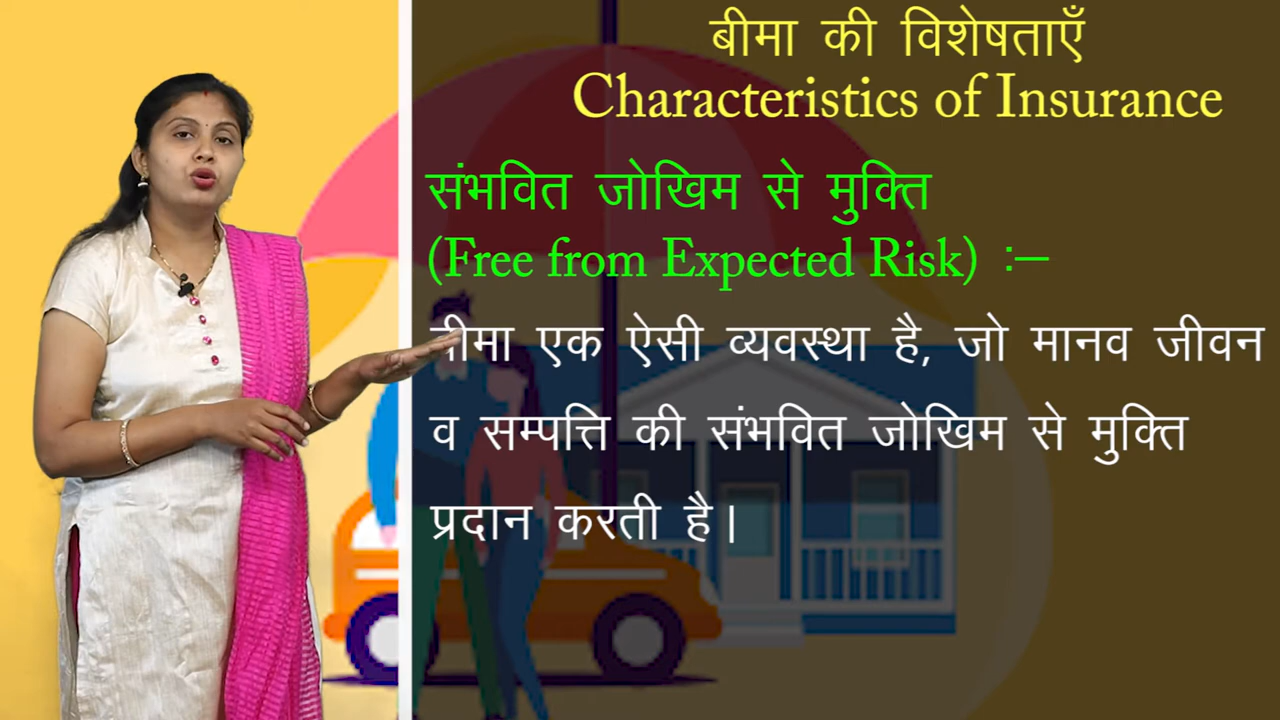 बीमा की विशेषताएँ
Characteristics of Insurance
संभवित जोखिम से मुक्ति
(Free from Expected Risk) :–
बीमा एक ऐसी व्यवस्था है, जो मानव जीवन
व सम्पत्ति की संभवित जोखिम से मुक्ति
प्रदान करती है।